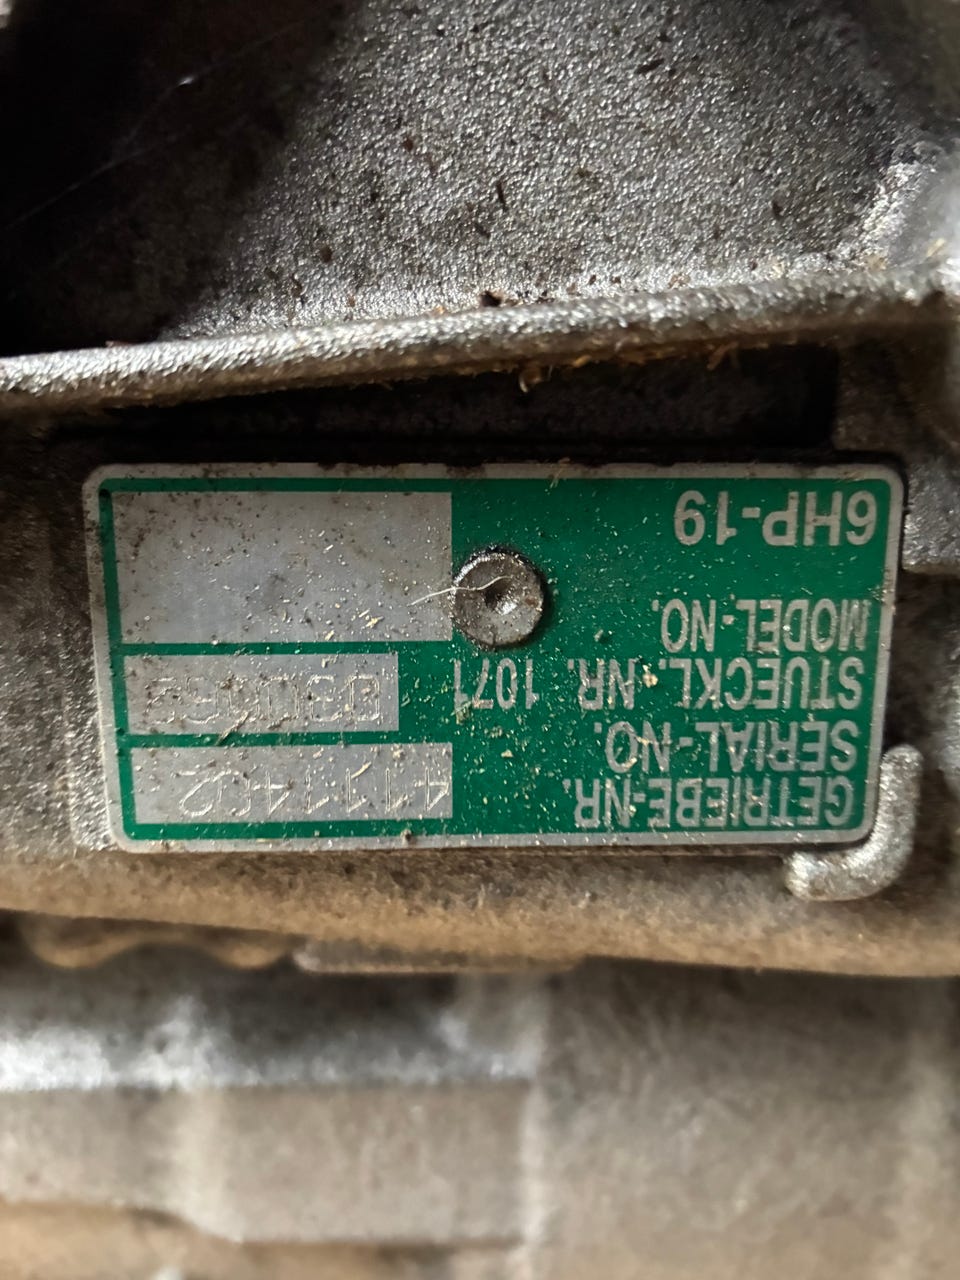 GETRIEBE-NR.
SERIAL-NO.
STUECKL. NR. 1071
MODEL-NO.
6HP-19